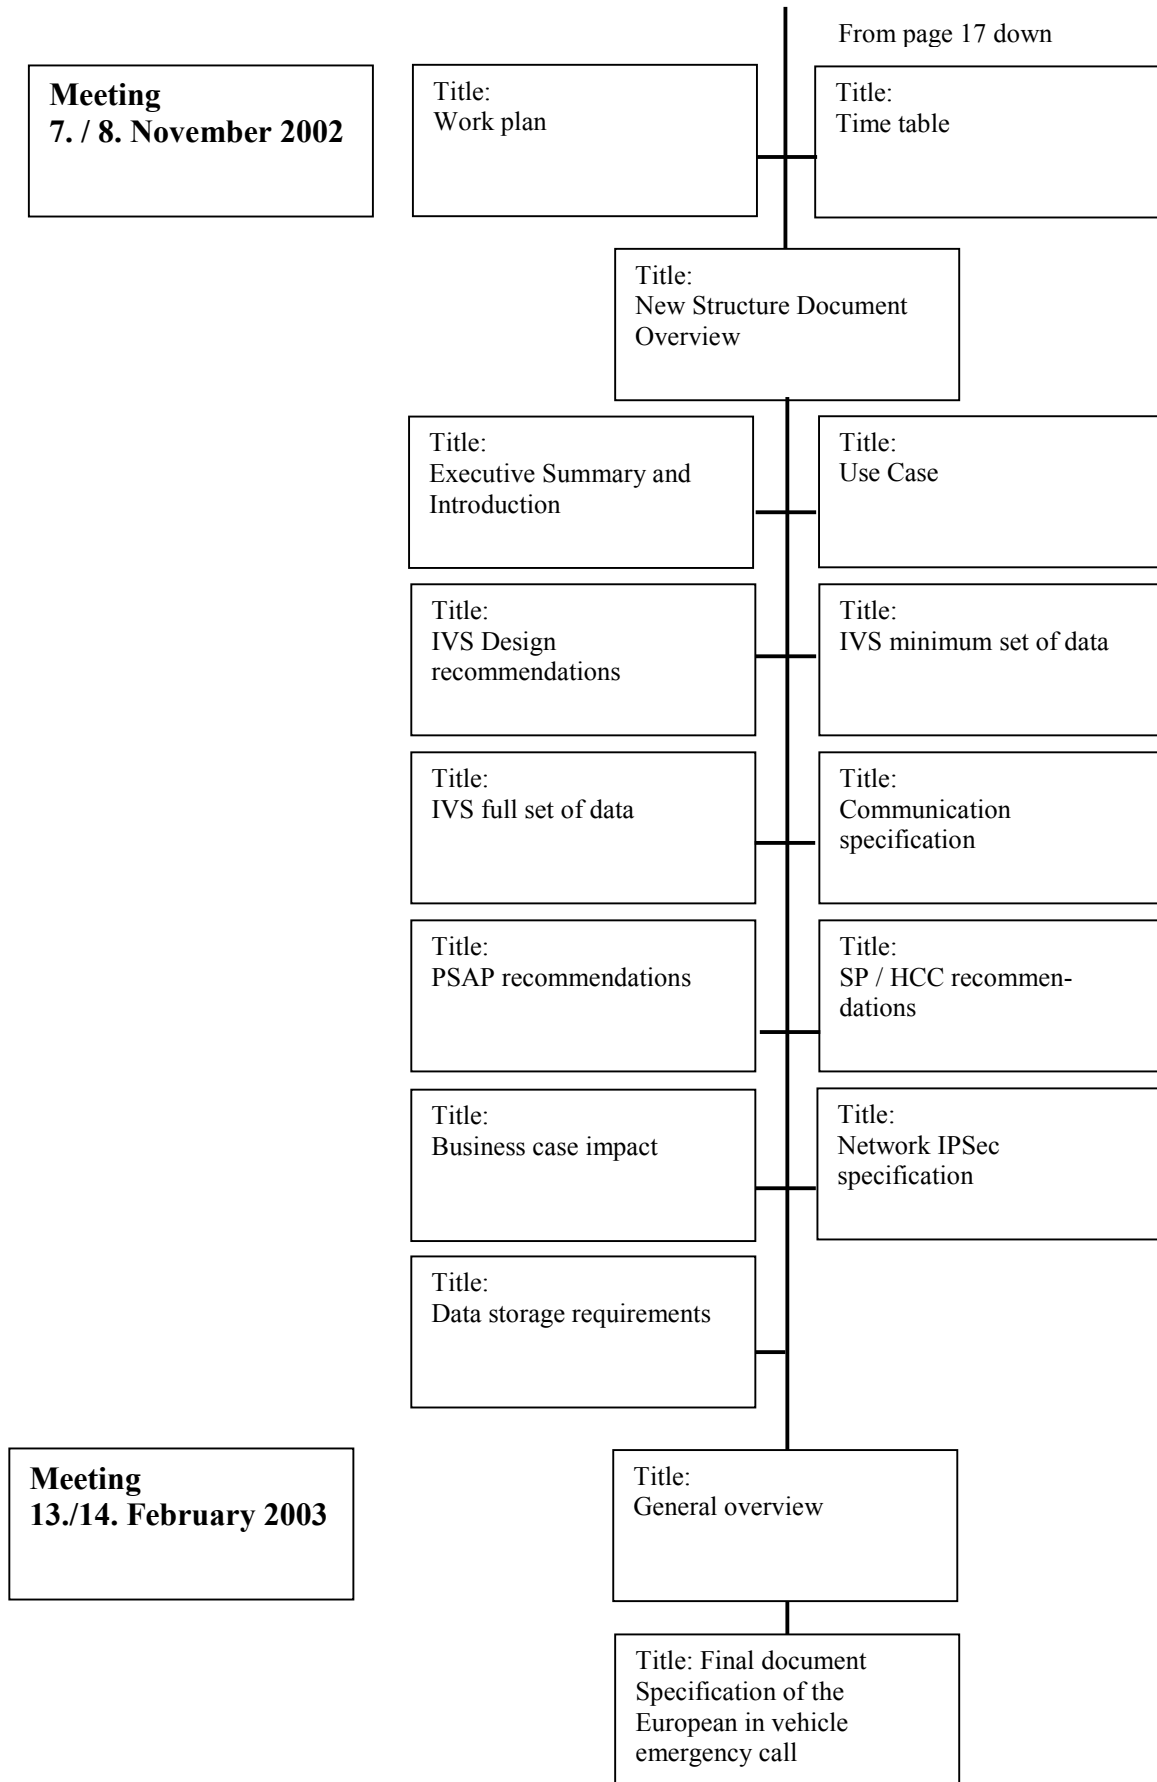 From page 17 down
Meeting
7. / 8. November 2002
Title:
Work plan
Title:
Time table
Title:
New Structure Document
Overview
Title:
Executive Summary and
Introduction
Title:
Use Case
Title:
IVS Design
recommendations
Title:
IVS minimum set of data
Title:
IVS full set of data
Title:
Communication
specification
Title:
PSAP recommendations
Title:
SP / HCC recommen-
dations
Title:
Business case impact
Title:
Network IPSec
specification
Title:
Data storage requirements
Meeting
13./14. February 2003
Title:
General overview
Title: Final document
Specification of the
European in vehicle
emergency call